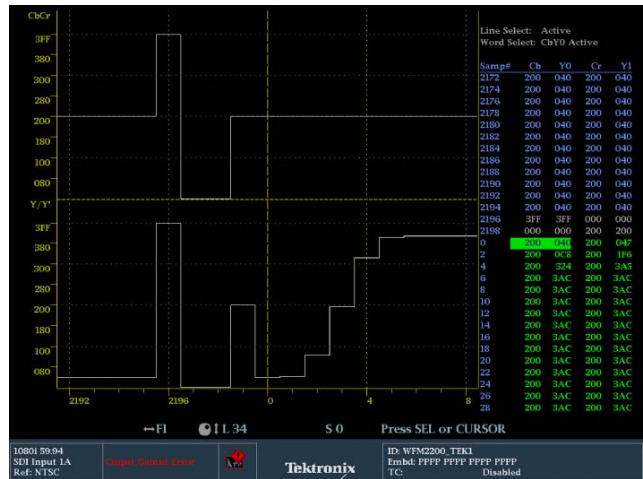 CbCr
3FF
380
300
280
200
180
100
080
Y/Y'
3FF
380
300
280
200
180
100
080
2192 2196 0 4 8
Line Select: Active
Word Select: CbY0 Active
Samp# Cb Y0 Cr Y1
2172 200 040 200 040
2174 200 040 200 040
2176 200 040 200 040
2178 200 040 200 040
2180 200 040 200 040
2182 200 040 200 040
2184 200 040 200 040
2186 200 040 200 040
2188 200 040 200 040
2190 200 040 200 040
2192 200 040 200 040
2194 200 040 200 040
2196 3FF 3FF 000 000
2198 000 000 200 200
0 200 040 200 047
2 200 0C8 200 1F6
4 200 324 200 3A5
6 200 3AC 200 3AC
8 200 3AC 200 3AC
10 200 3AC 200 3AC
12 200 3AC 200 3AC
14 200 3AC 200 3AC
16 200 3AC 200 3AC
18 200 3AC 200 3AC
20 200 3AC 200 3AC
22 200 3AC 200 3AC
24 200 3AC 200 3AC
26 200 3AC 200 3AC
28 200 3AC 200 3AC
F1 L 34 S 0 Press SEL or CURSOR
1080i 59.94
SDI Input 1A
Ref: NTSC
Gamut Error
Tektronix
ID: WFM2200_TEK1
Embd: PPPP PPPP PPPP PPPP
TC: Disabled